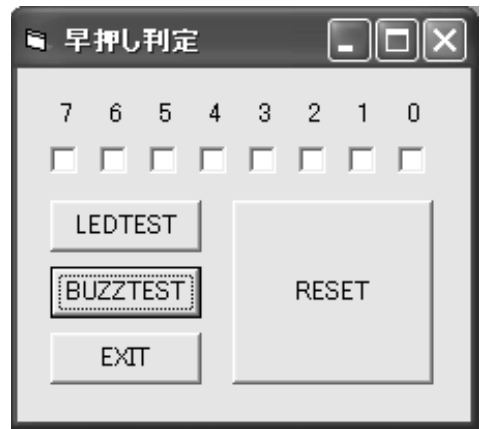 早押し判定
7 6 5 4 3 2 1 0
LEDTEST
BUZZTEST
EXIT
RESET